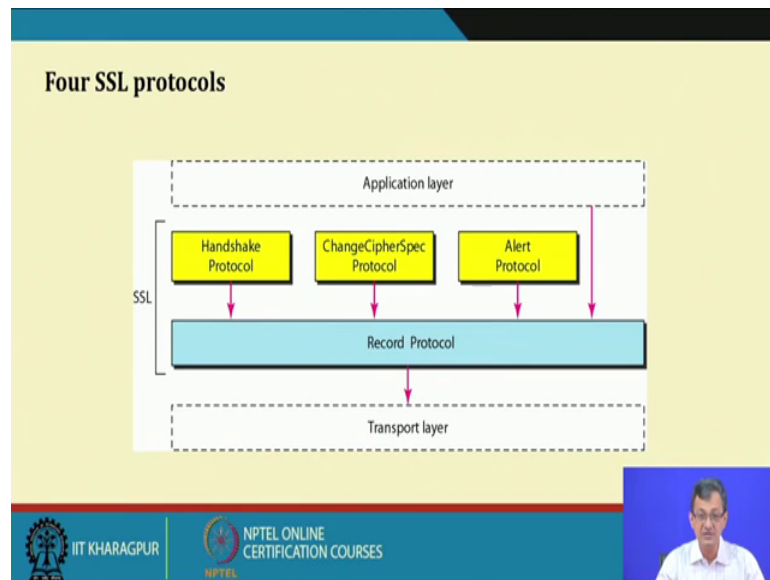 Four SSL protocols
Application layer
Handshake
Protocol
ChangeCipherSpec
Protocol
Alert
Protocol
SSL
Record Protocol
Transport layer
IIT KHARAGPUR
NPTEL
NPTEL ONLINE
CERTIFICATION COURSES